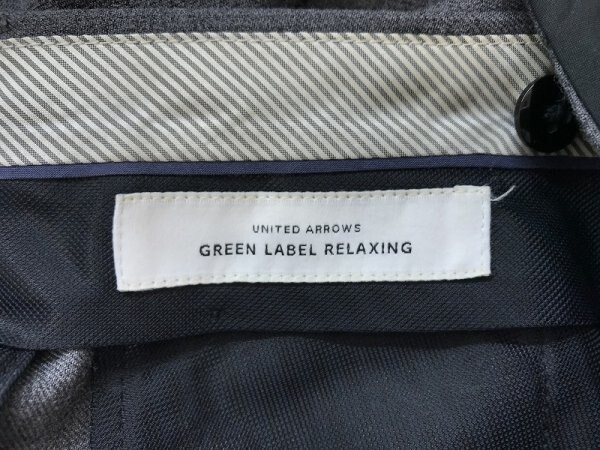 UNITED ARROWS
GREEN LABEL RELAXING